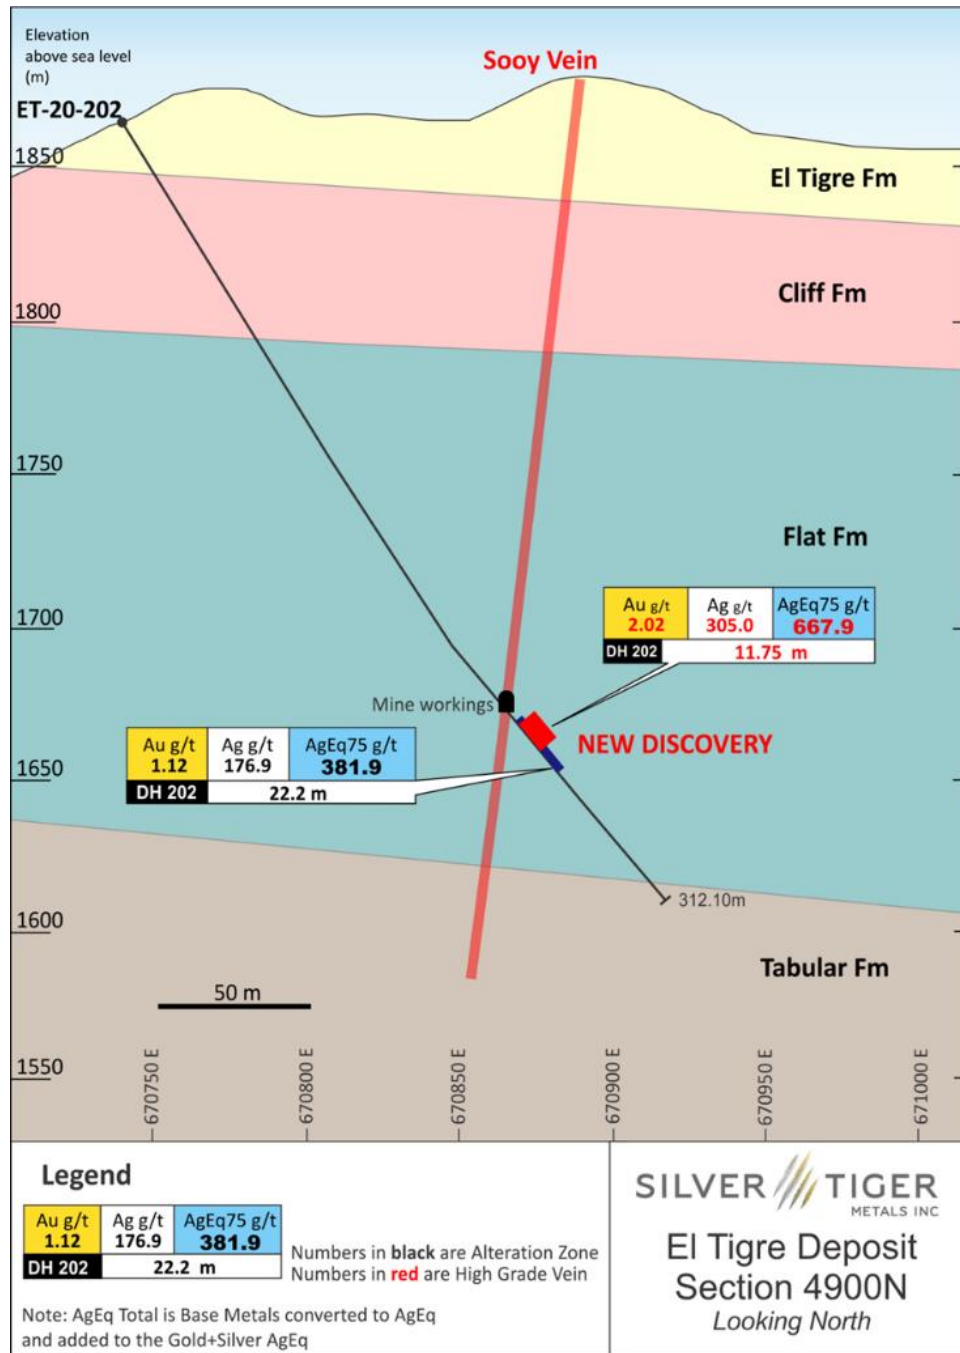 Elevation
above sea level
(m)
Sooy Vein
ET-20-202
1850
El Tigre Fm
Cliff Fm
1800
1750
Flat Fm
Au g/t Ag g/t AgEq75 g/t
2.02 305.0 667.9
DH 202 11.75 m
1700
Mine workings
NEW DISCOVERY
Au g/t Ag g/t AgEq75 g/t
1.12 176.9 381.9
DH 202 22.2 m
1650
312.10m
1600
Tabular Fm
50 m
1550
670750 E
670800 E
670850 E
670900 E
670950 E
671000 E
Legend
Au g/t Ag g/t AgEq75 g/t
1.12 176.9 381.9
DH 202 22.2 m
Numbers in black are Alteration Zone
Numbers in red are High Grade Vein
Note: AgEq Total is Base Metals converted to AgEq
and added to the Gold+Silver AgEq
SILVER TIGER
METALS INC
El Tigre Deposit
Section 4900N
Looking North